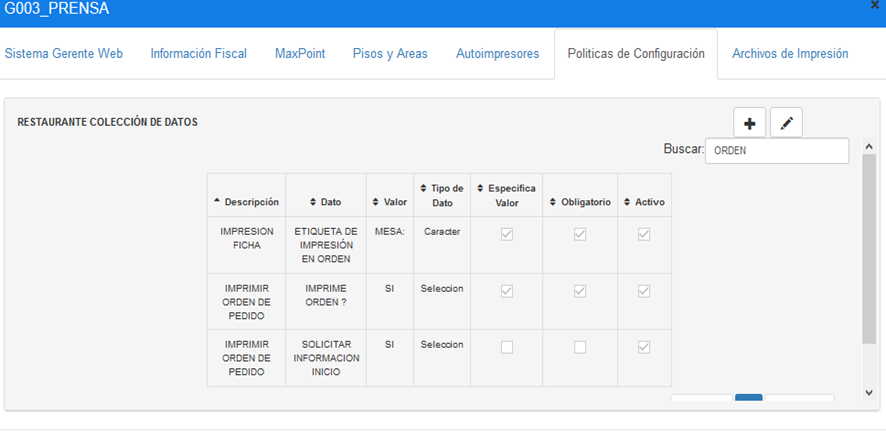 G003_PRENSA
×
Sistema Gerente Web Información Fiscal MaxPoint Pisos y Areas Autoimpresores Politicas de Configuración Archivos de Impresión
RESTAURANTE COLECCIÓN DE DATOS
Buscar: ORDEN
Descripción Dato Valor Tipo de Dato Especifica Valor Obligatorio Activo
IMPRESION FICHA ETIQUETA DE IMPRESIÓN EN ORDEN MESA: Caracter
IMPRIMIR ORDEN DE PEDIDO IMPRIME ORDEN ? SI Seleccion
IMPRIMIR ORDEN DE PEDIDO SOLICITAR INFORMACION INICIO SI Seleccion